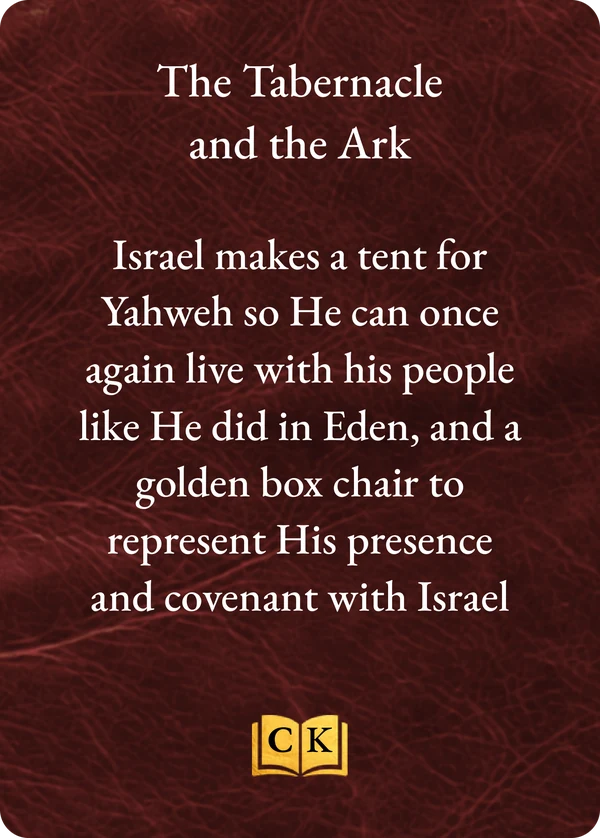 The Tabernacle
and the Ark
Israel makes a tent for
Yahweh so He can once
again live with his people
like He did in Eden, and a
golden box chair to
represent His presence
and covenant with Israel
C K